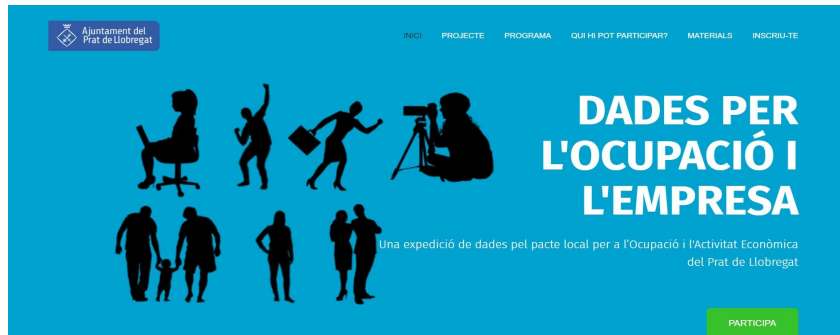 Ajuntament del
Prat de Llobregat
INICI PROJECTE PROGRAMA QUI HI POT PARTICIPAR? MATERIALS INSCRIU-TE
DADES PER
L'OCUPACIÓ I
L'EMPRESA
Una expedició de dades pel pacte local per a l'Ocupació i l'Activitat Econòmica
del Prat de Llobregat
PARTICIPA